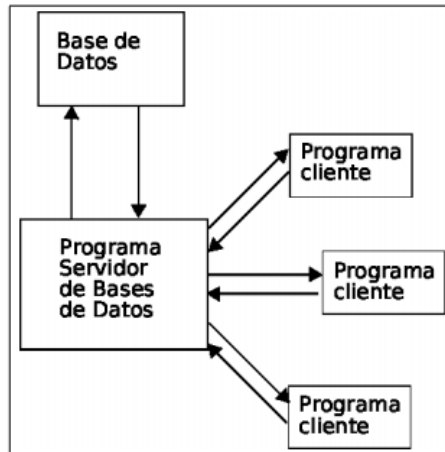 Base de
Datos
Programa
cliente
Programa
Servidor
de Bases
de Datos
Programa
cliente
Programa
cliente